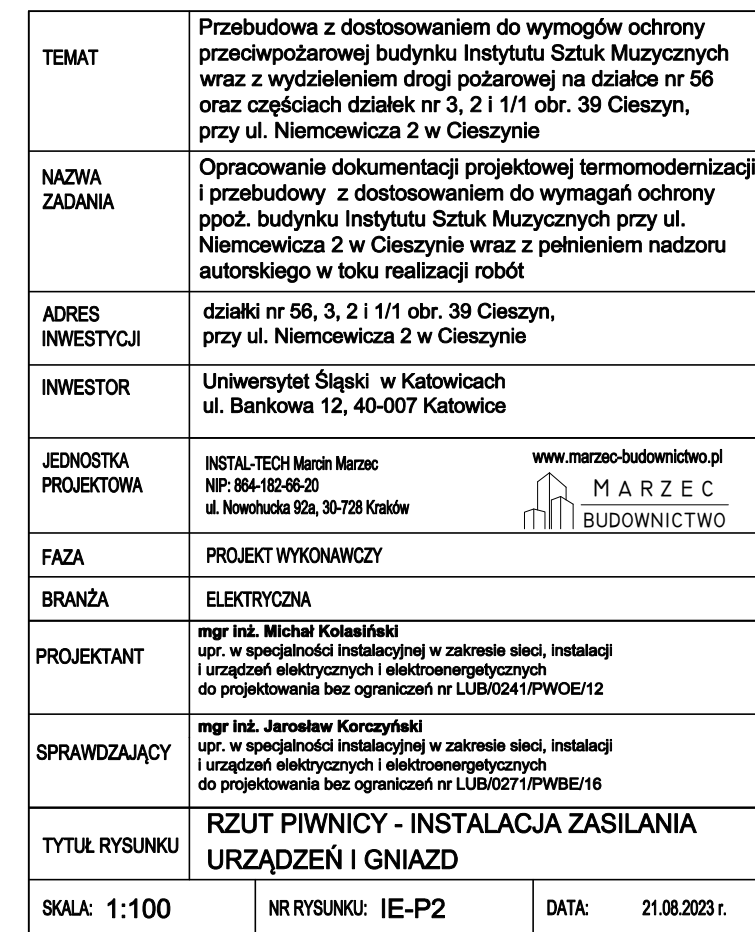 TEMAT
Przebudowa z dostosowaniem do wymogów ochrony
przeciwpożarowej budynku Instytutu Sztuk Muzycznych
wraz z wydzieleniem drogi pożarowej na działce nr 56
oraz częściach działek nr 3, 2 i 1/1 obr. 39 Cieszyn,
przy ul. Niemcewicza 2 w Cieszynie
NAZWA
ZADANIA
Opracowanie dokumentacji projektowej termomodernizacji
i przebudowy z dostosowaniem do wymagań ochrony
ppoż. budynku Instytutu Sztuk Muzycznych przy ul.
Niemcewicza 2 w Cieszynie wraz z pełnieniem nadzoru
autorskiego w toku realizacji robót
ADRES
INWESTYCJI
działki nr 56, 3, 2 i 1/1 obr. 39 Cieszyn,
przy ul. Niemcewicza 2 w Cieszynie
INWESTOR
Uniwersytet Śląski w Katowicach
ul. Bankowa 12, 40-007 Katowice
JEDNOSTKA
PROJEKTOWA
INSTAL-TECH Marcin Marzec
NIP: 864-182-66-20
ul. Nowohucka 92a, 30-728 Kraków
www.marzec-budownictwo.pl
MARZEC
BUDOWNICTWO
FAZA
PROJEKT WYKONAWCZY
BRANŻA
ELEKTRYCZNA
PROJEKTANT
mgr inż. Michał Kolasiński
upr. w specjalności instalacyjnej w zakresie sieci, instalacji
i urządzeń elektrycznych i elektroenergetycznych
do projektowania bez ograniczeń nr LUB/0241/PWOE/12
SPRAWDZAJĄCY
mgr inż. Jarosław Korczyński
upr. w specjalności instalacyjnej w zakresie sieci, instalacji
i urządzeń elektrycznych i elektroenergetycznych
do projektowania bez ograniczeń nr LUB/0271/PWBE/16
TYTUŁ RYSUNKU
RZUT PIWNICY - INSTALACJA ZASILANIA
URZĄDZEŃ I GNIAZD
SKALA: 1:100
NR RYSUNKU: IE-P2
DATA: 21.08.2023 r.